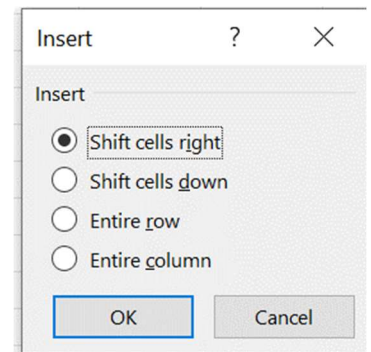 Insert ?
Insert
Shift cells right
Shift cells down
Entire row
Entire column
OK Cancel